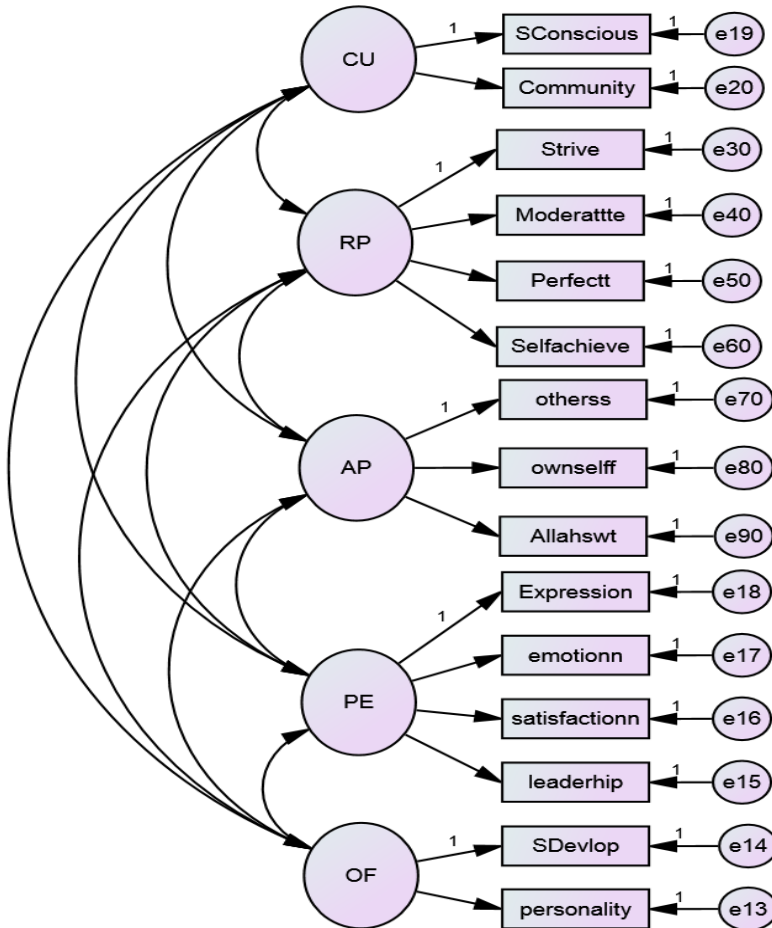 CU
1
SConscious
1
e19
Community
1
e20
RP
1
Strive
1
e30
Moderattte
1
e40
Perfectt
1
e50
Selfachieve
1
e60
AP
1
otherss
1
e70
ownselff
1
e80
Allahswt
1
e90
PE
1
Expression
1
e18
emotionn
1
e17
satisfactionn
1
e16
leaderhip
1
e15
OF
1
SDevlop
1
e14
personality
1
e13